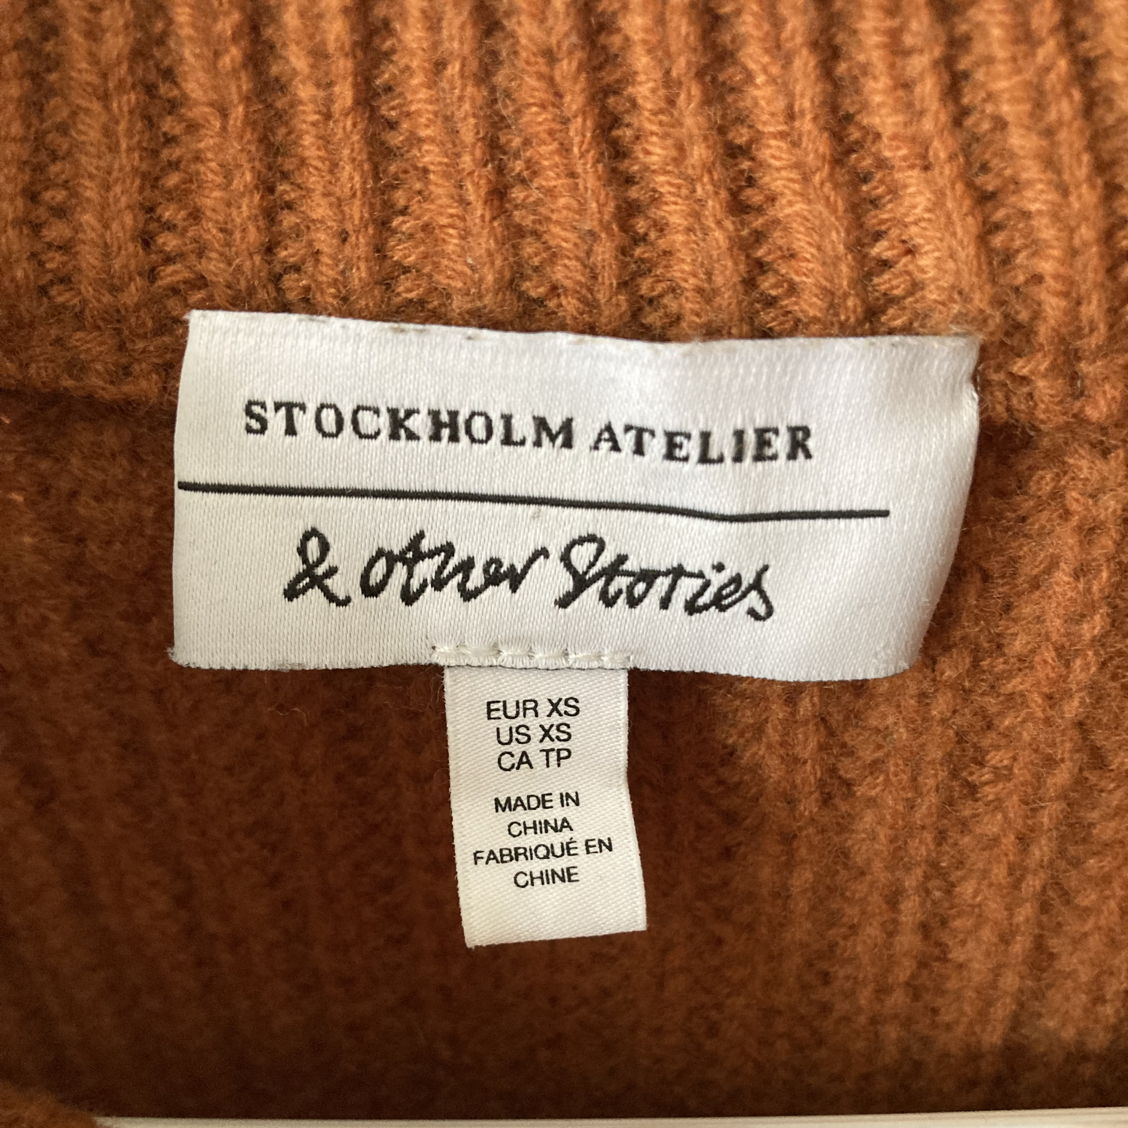 STOCKHOLM ATELIER
& other Stories
EUR XS
US XS
CA TP
MADE IN
CHINA
FABRIQUÉ EN
CHINE